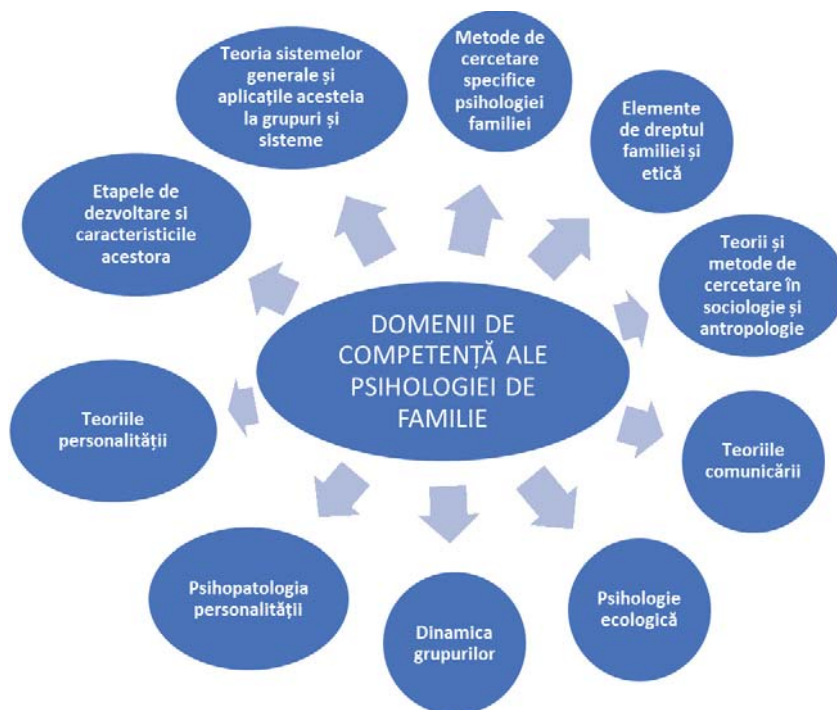 Metode de
cercetare
specifice
psihologiei
familiei
Elemente
de dreptul
familiei și
etică
Teorii și
metode de
cercetare în
sociologie și
antropologie
Teoriile
comunicării
Psihologie
ecologică
Dinamica
grupurilor
Psihopatologia
personalității
Teoriile
personalității
Etapele de
dezvoltare si
caracteristicile
acestora
Teoria sistemelor
generale și
aplicațile acesteia
la grupuri și
sisteme
DOMENII DE
COMPETENȚĂ ALE
PSIHOLOGIEI DE
FAMILIE